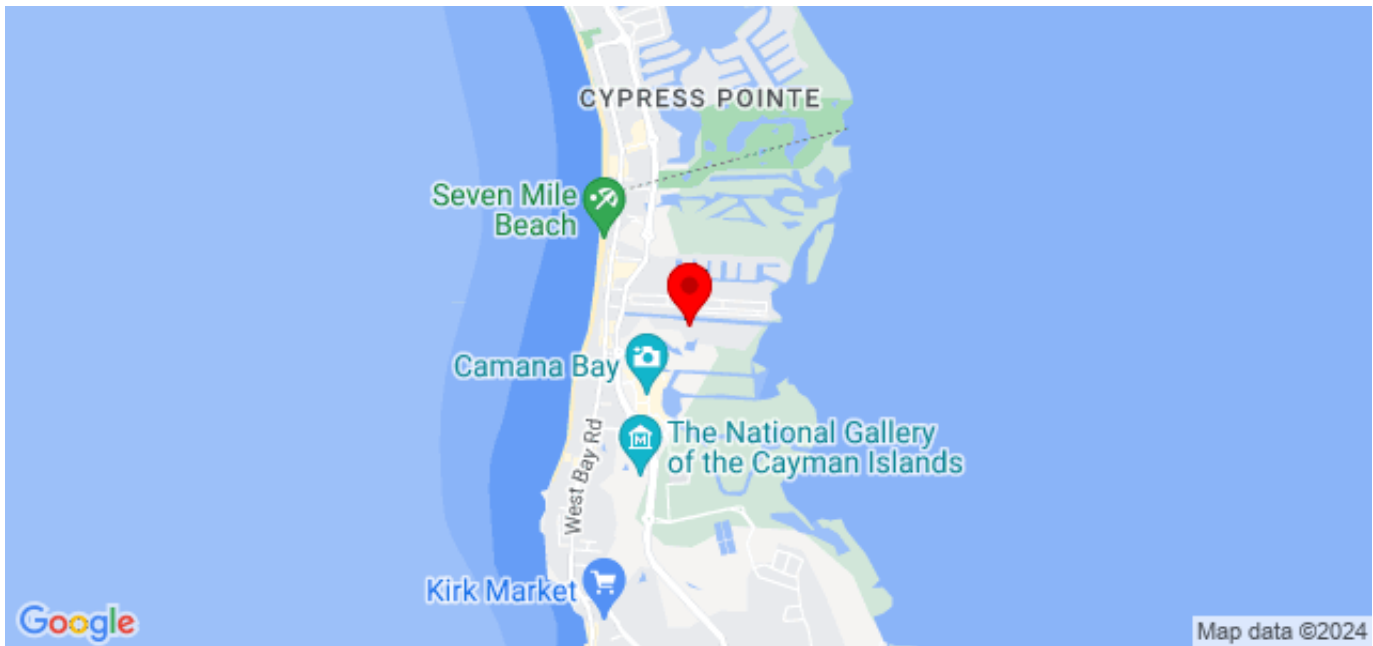 CYPRESS POINTE
Seven Mile
Beach
Camana Bay
The National Gallery
of the Cayman Islands
West Bay Rd
Kirk Market
Google
Map data ©2024